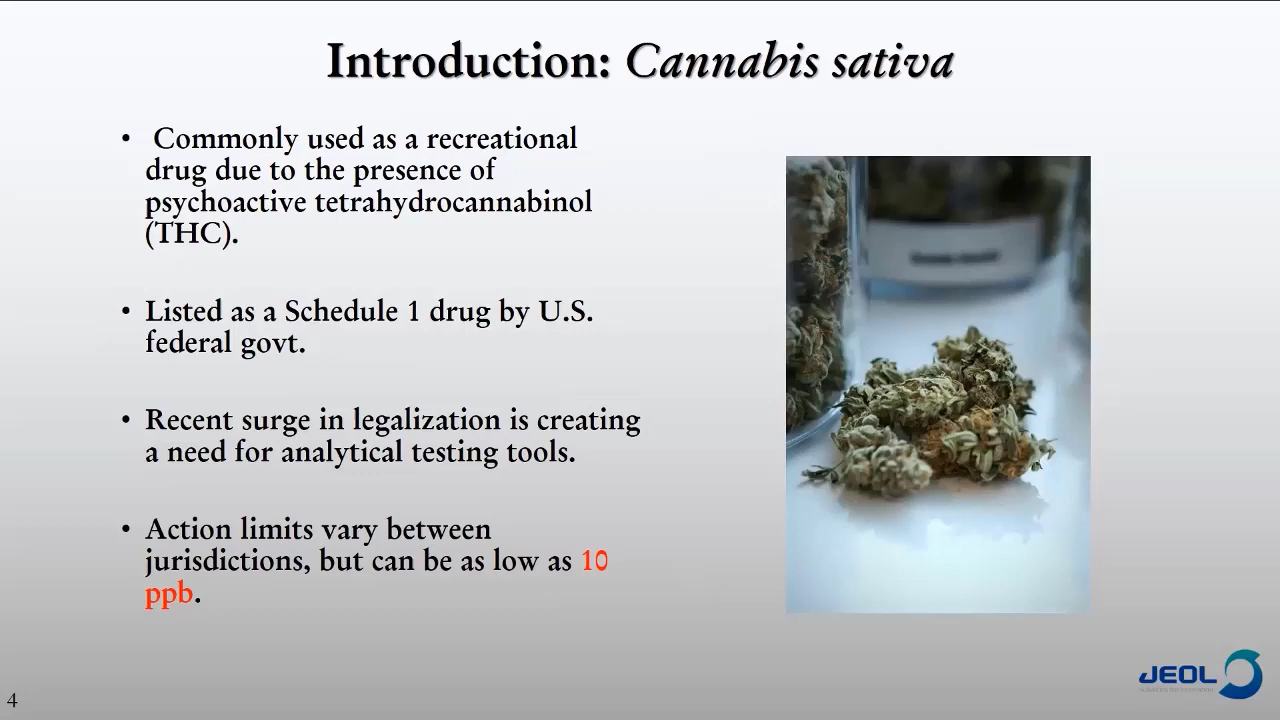 Introduction: Cannabis sativa
• Commonly used as a recreational
drug due to the presence of
psychoactive tetrahydrocannabinol
(THC).
• Listed as a Schedule 1 drug by U.S.
federal govt.
• Recent surge in legalization is creating
a need for analytical testing tools.
• Action limits vary between
jurisdictions, but can be as low as 10
ppb.
JEOL
4